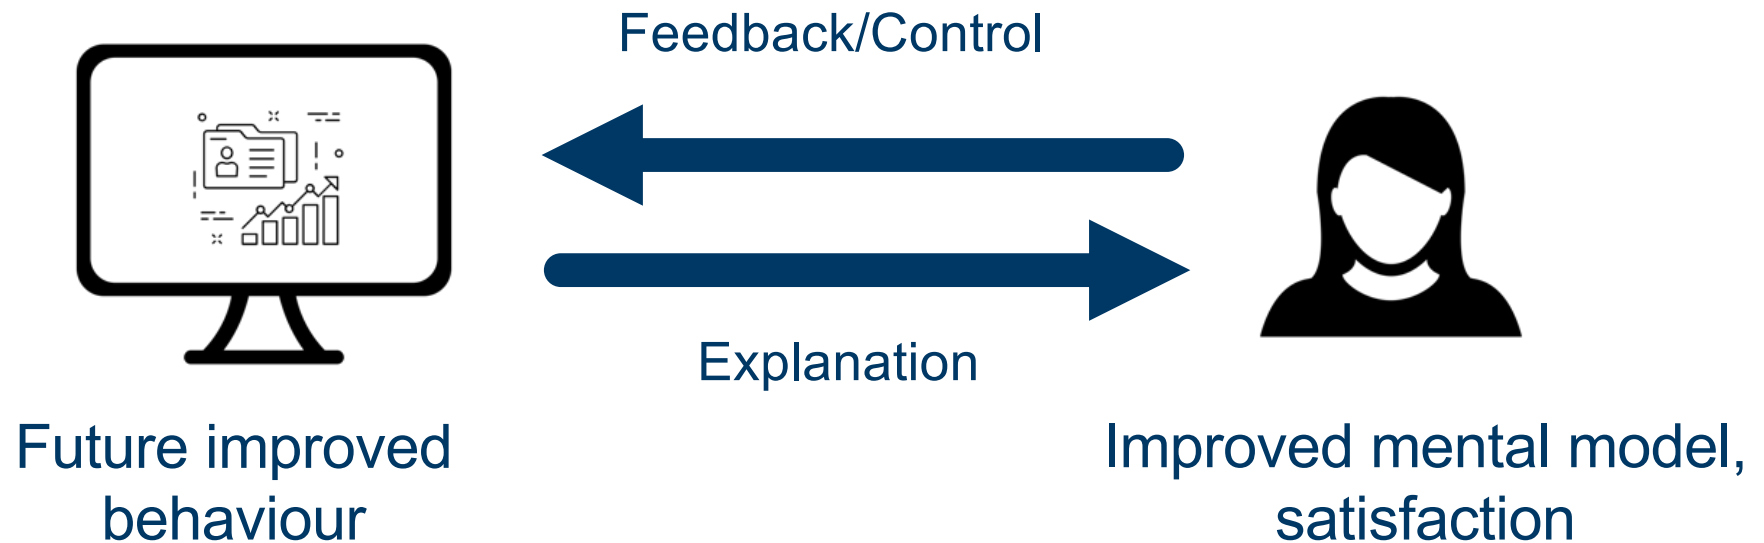 Feedback/Control
Explanation
Future improved
behaviour
Improved mental model,
satisfaction